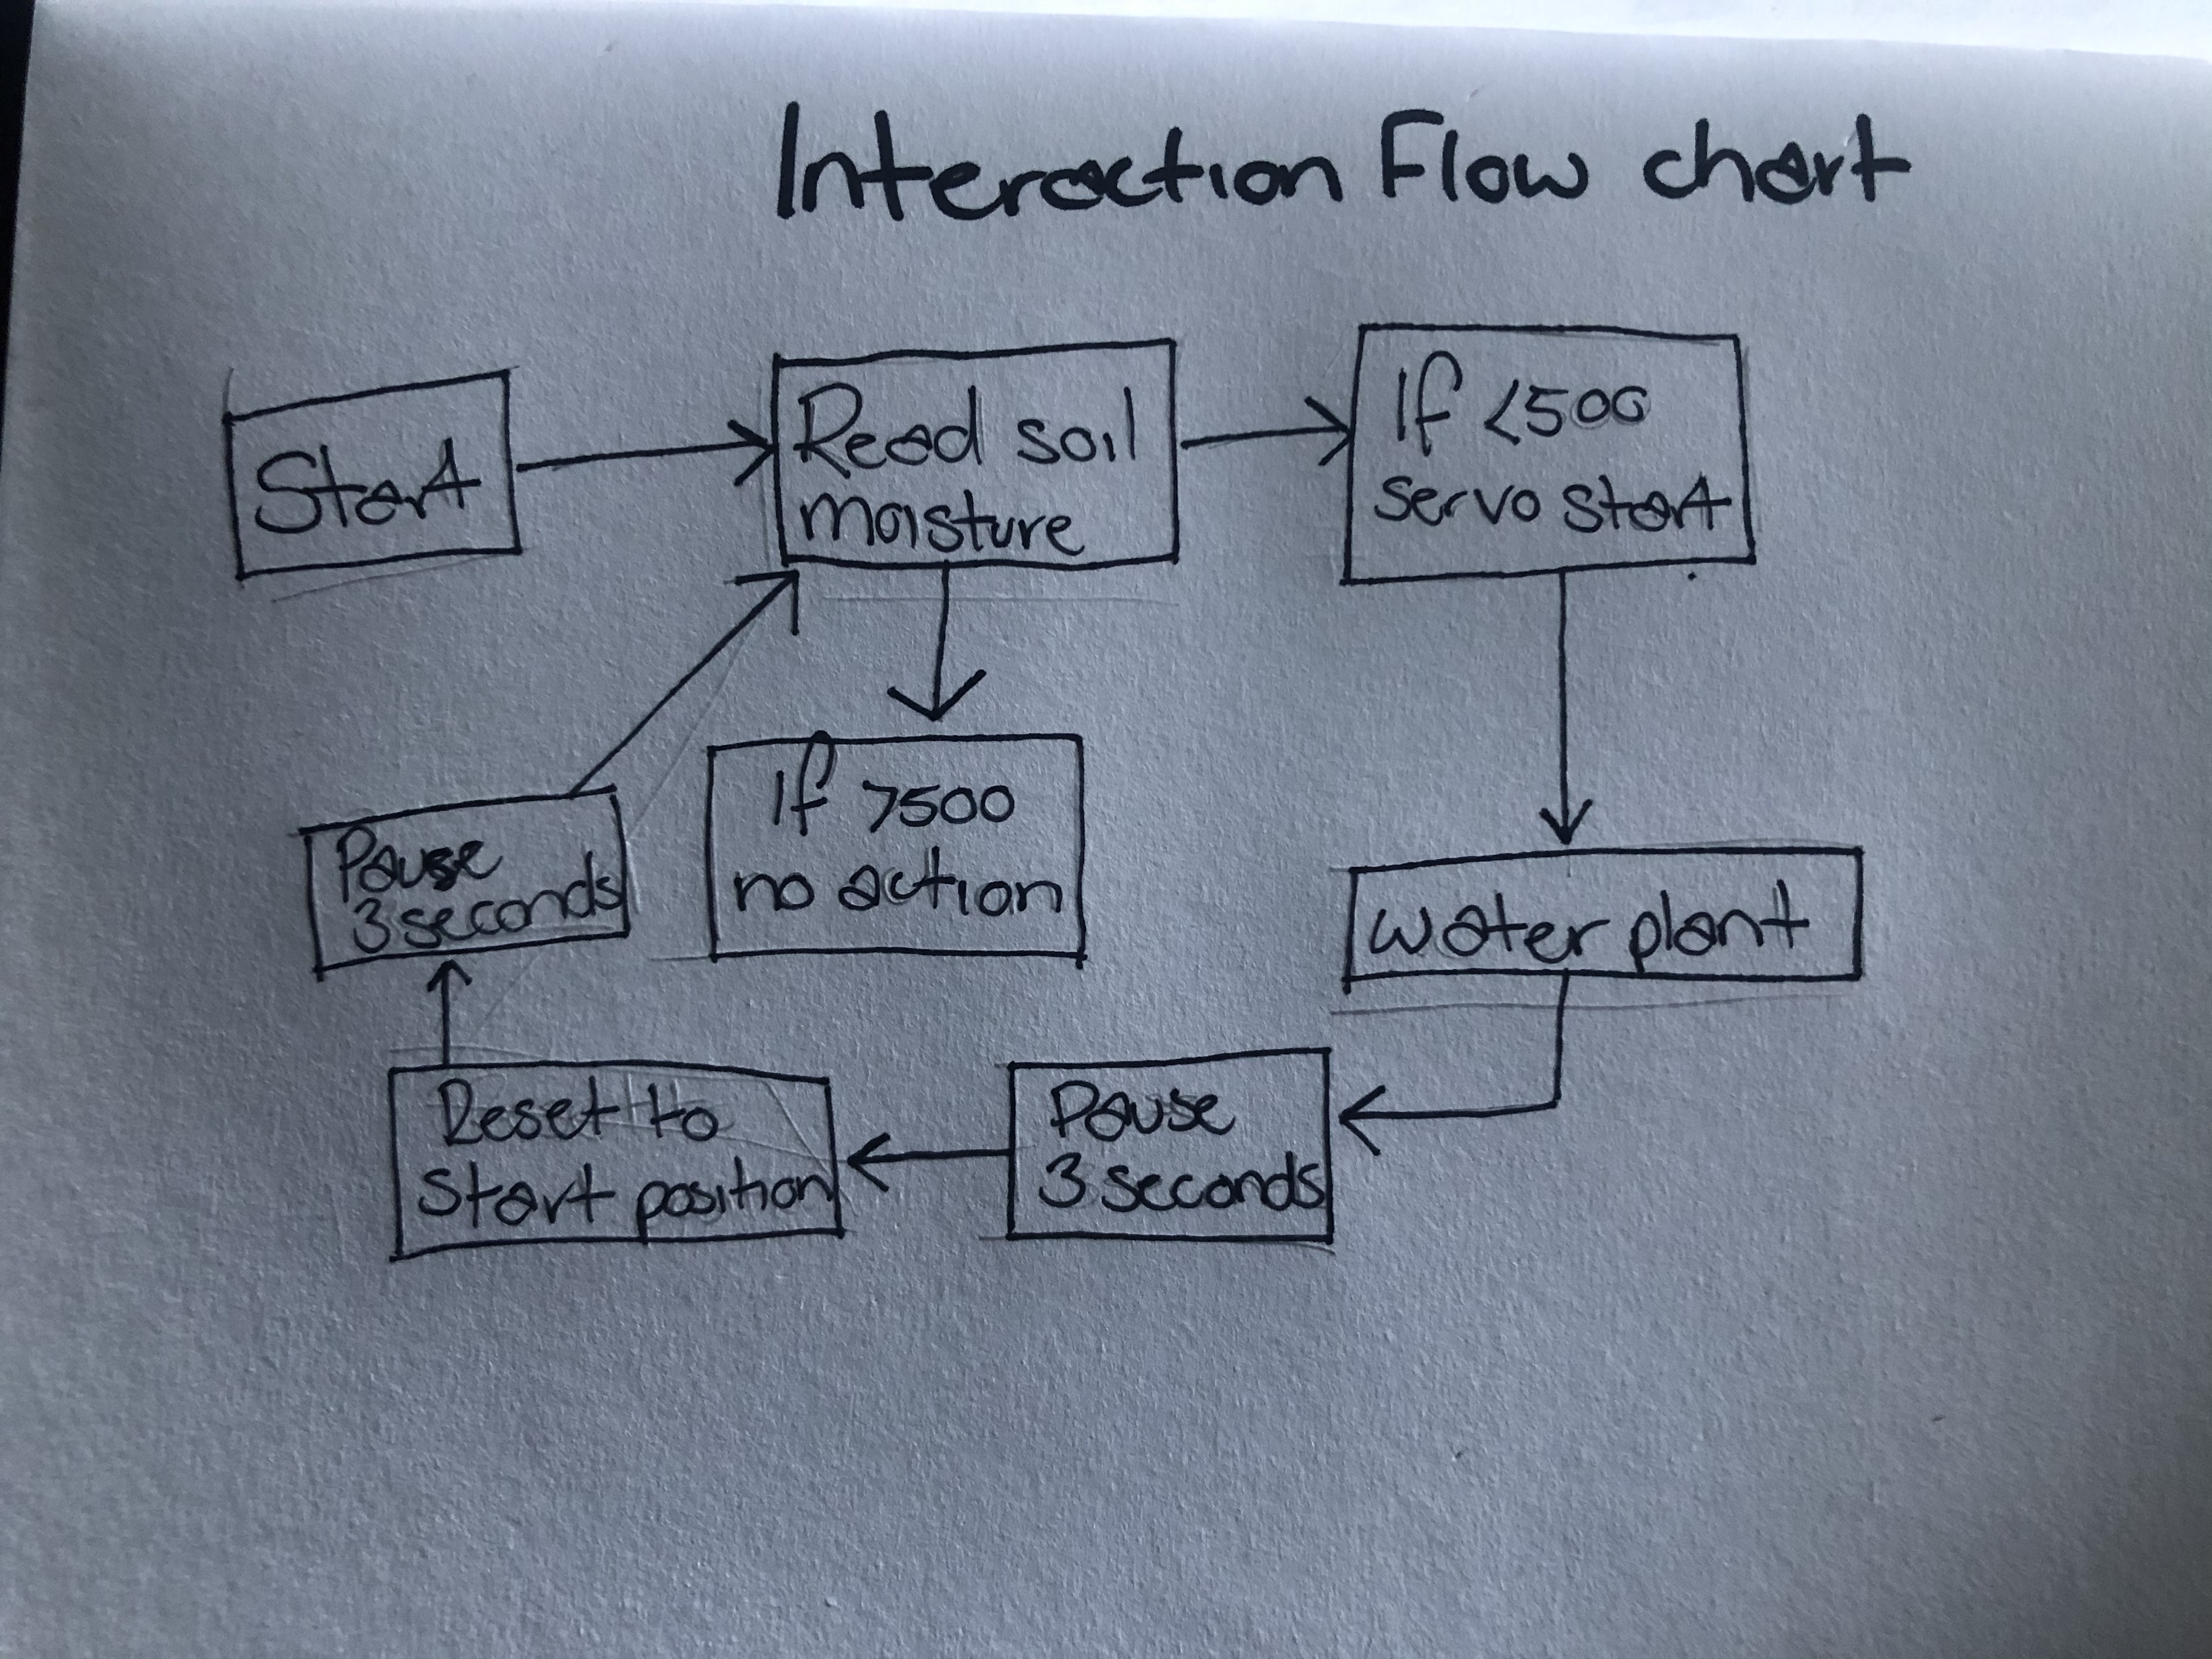 Interaction Flow chart
Start
Read soil
moisture
If <500
servo start
If >500
no action
water plant
Pause
3 seconds
Reset to
start position
Pause
3 seconds